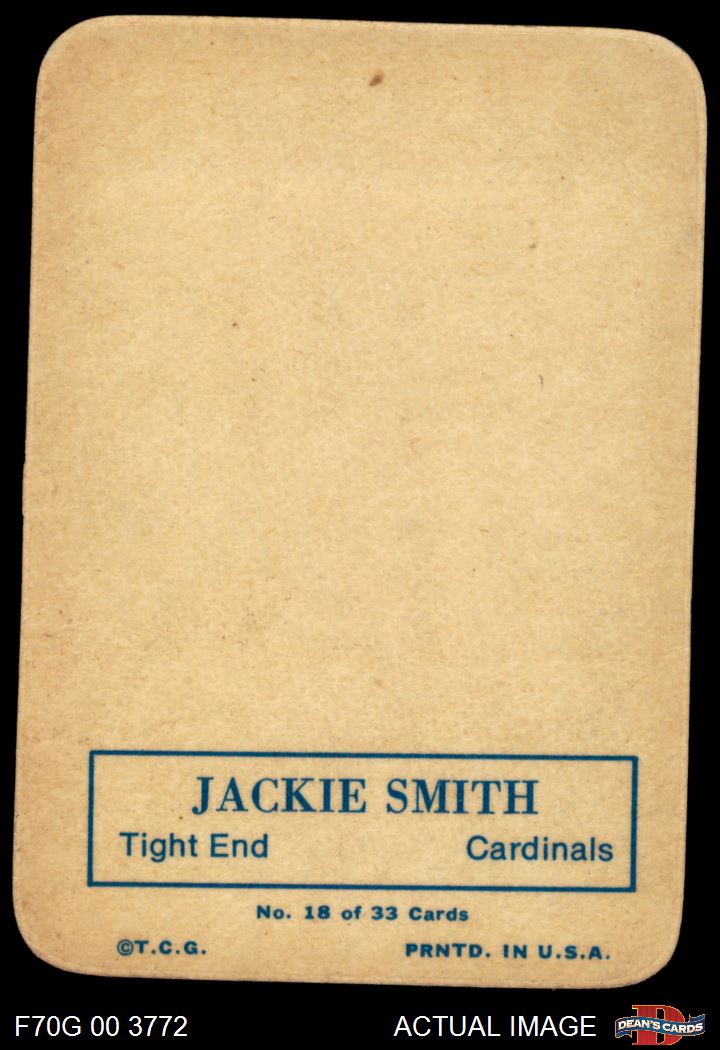 JACKIE SMITH
Tight End Cardinals
No. 18 of 33 Cards
©T.C.G. PRNTD. IN U.S.A.
F70G 00 3772 ACTUAL IMAGE D DEAN'S CARDS